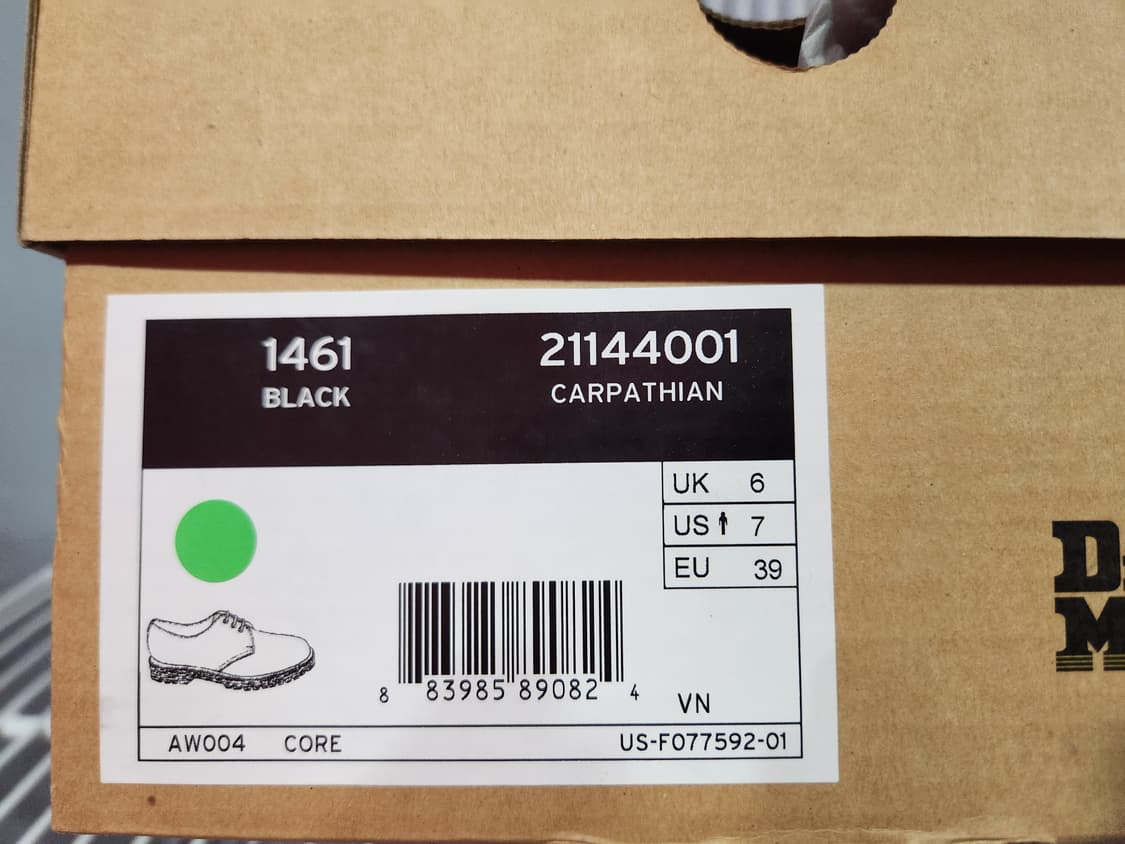 1461
BLACK
21144001
CARPATHIAN
UK 6
US 7
EU 39
8 83985 89082 4
VN
AW004 CORE
US-F077592-01